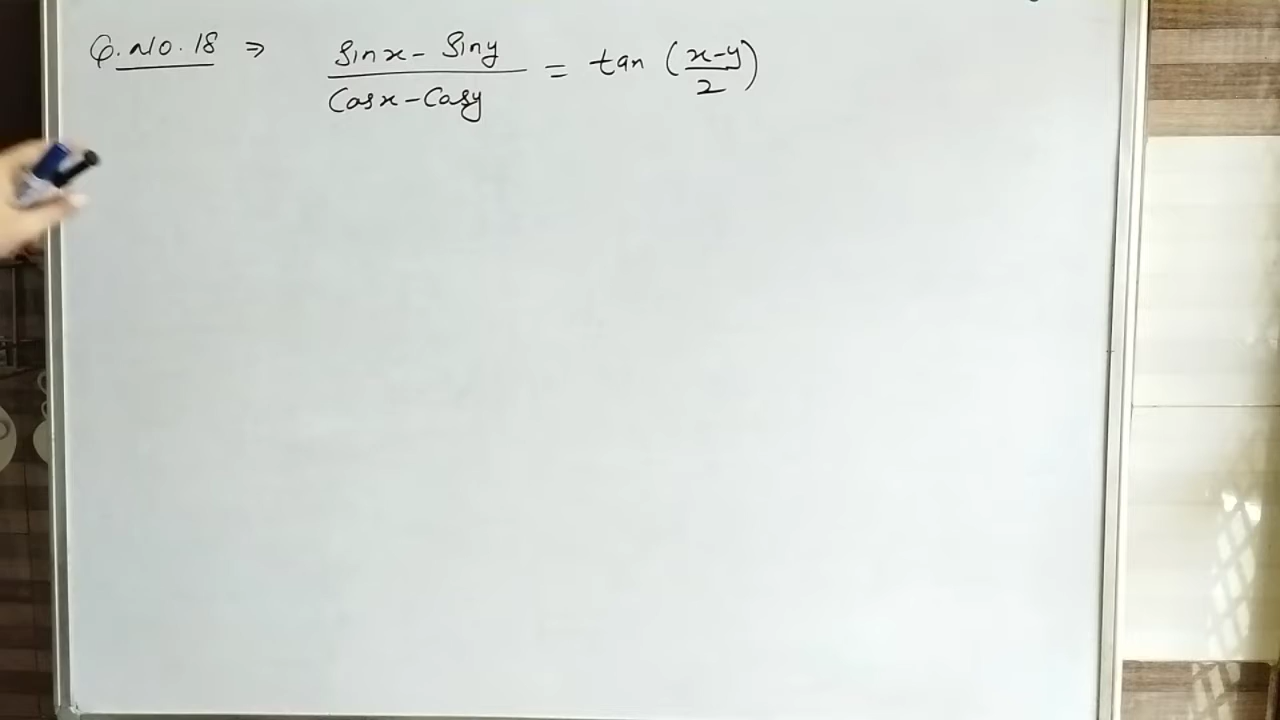 Q. No. 18 ⇒ (Sinx - Siny)/(Cosx - Cosy) = tan ((x-y)/2)